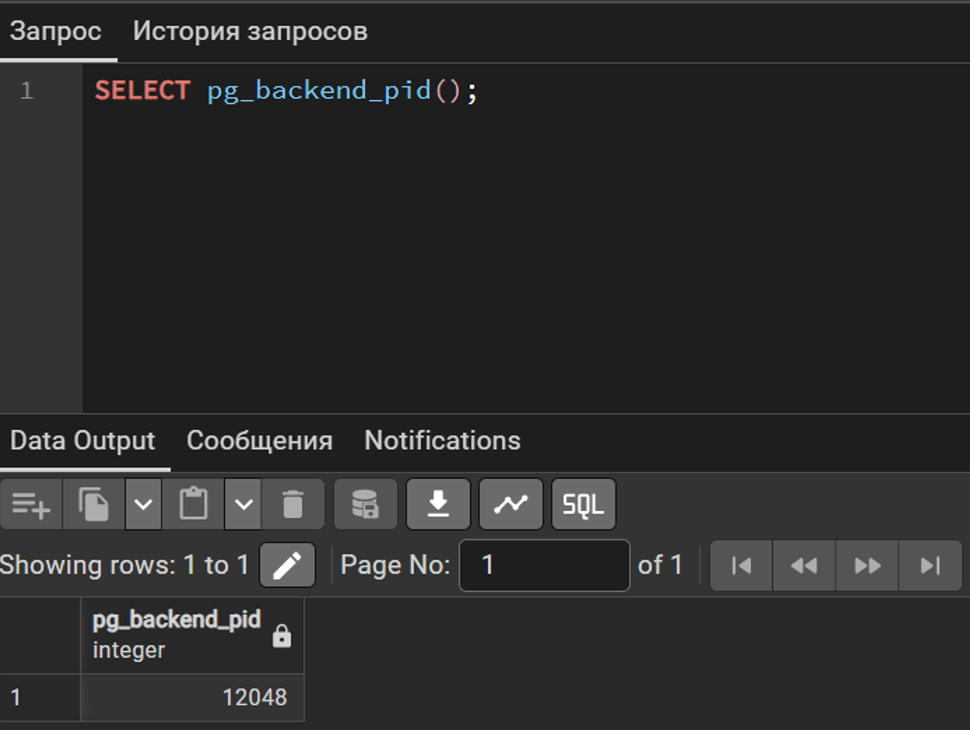 Запрос История запросов
1 SELECT pg_backend_pid();
Data Output Сообщения Notifications
SQL
Showing rows: 1 to 1 Page No: 1 of 1
pg_backend_pid
integer
1 12048